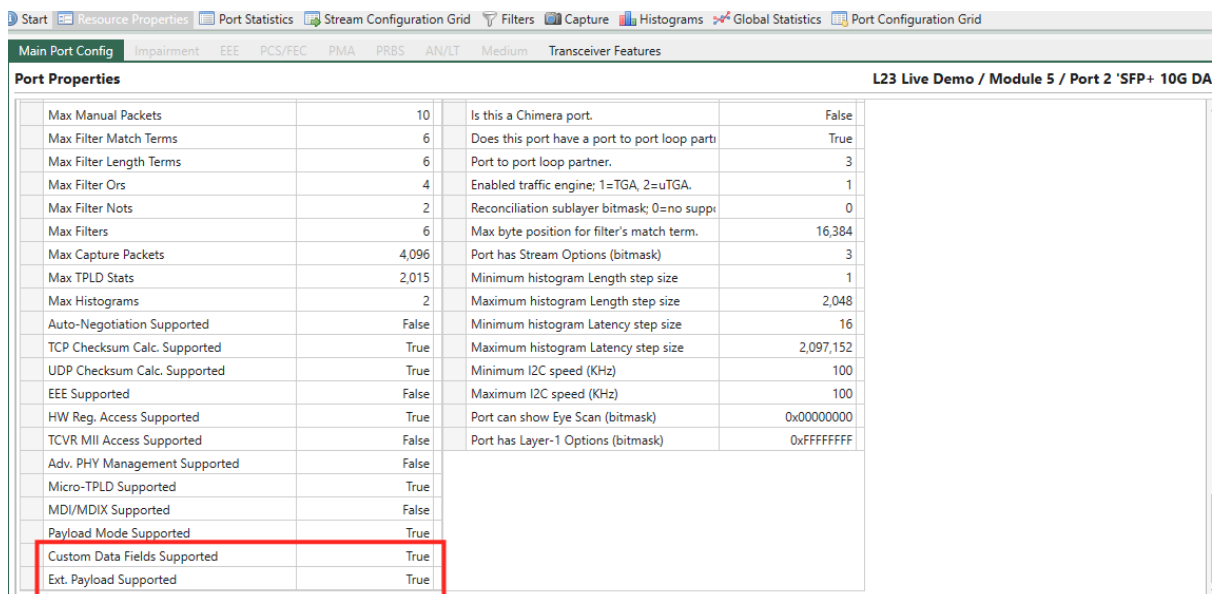 Start Resource Properties Port Statistics Stream Configuration Grid Filters Capture Histograms Global Statistics Port Configuration Grid
Main Port Config Impairment EEE PCS/FEC PMA PRBS AN/LT Medium Transceiver Features
Port Properties L23 Live Demo / Module 5 / Port 2 'SFP+ 10G DA
Max Manual Packets 10 Is this a Chimera port. False
Max Filter Match Terms 6 Does this port have a port to port loop part True
Max Filter Length Terms 6 Port to port loop partner. 3
Max Filter Ors 4 Enabled traffic engine; 1=TGA, 2=uTGA. 1
Max Filter Nots 2 Reconciliation sublayer bitmask; 0=no supp 0
Max Filters 6 Max byte position for filter's match term. 16,384
Max Capture Packets 4,096 Port has Stream Options (bitmask) 3
Max TPLD Stats 2,015 Minimum histogram Length step size 1
Max Histograms 2 Maximum histogram Length step size 2,048
Auto-Negotiation Supported False Minimum histogram Latency step size 16
TCP Checksum Calc. Supported True Maximum histogram Latency step size 2,097,152
UDP Checksum Calc. Supported True Minimum I2C speed (KHz) 100
EEE Supported False Maximum I2C speed (KHz) 100
HW Reg. Access Supported True Port can show Eye Scan (bitmask) 0x00000000
TCVR MII Access Supported False Port has Layer-1 Options (bitmask) 0xFFFFFFFF
Adv. PHY Management Supported False
Micro-TPLD Supported True
MDI/MDIX Supported False
Payload Mode Supported True
Custom Data Fields Supported True
Ext. Payload Supported True